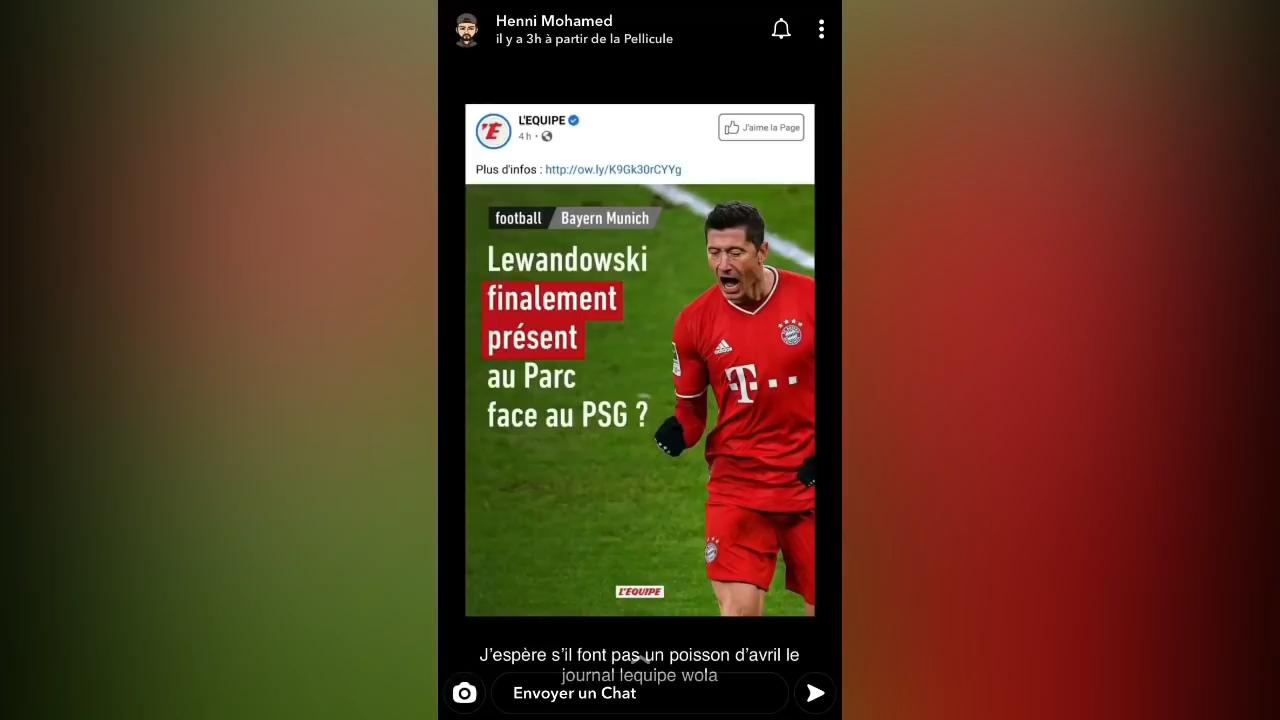 Henni Mohamed
il y a 3h à partir de la Pellicule
L'EQUIPE
4 h
J'aime la Page
Plus d'infos : http://ow.ly/K9Gk30rCYYg
football Bayern Munich
Lewandowski
finalement
présent
au Parc
face au PSG ?
T
L'ÉQUIPE
J'espère s'il font pas un poisson d'avril le
journal lequipe wola
Envoyer un Chat